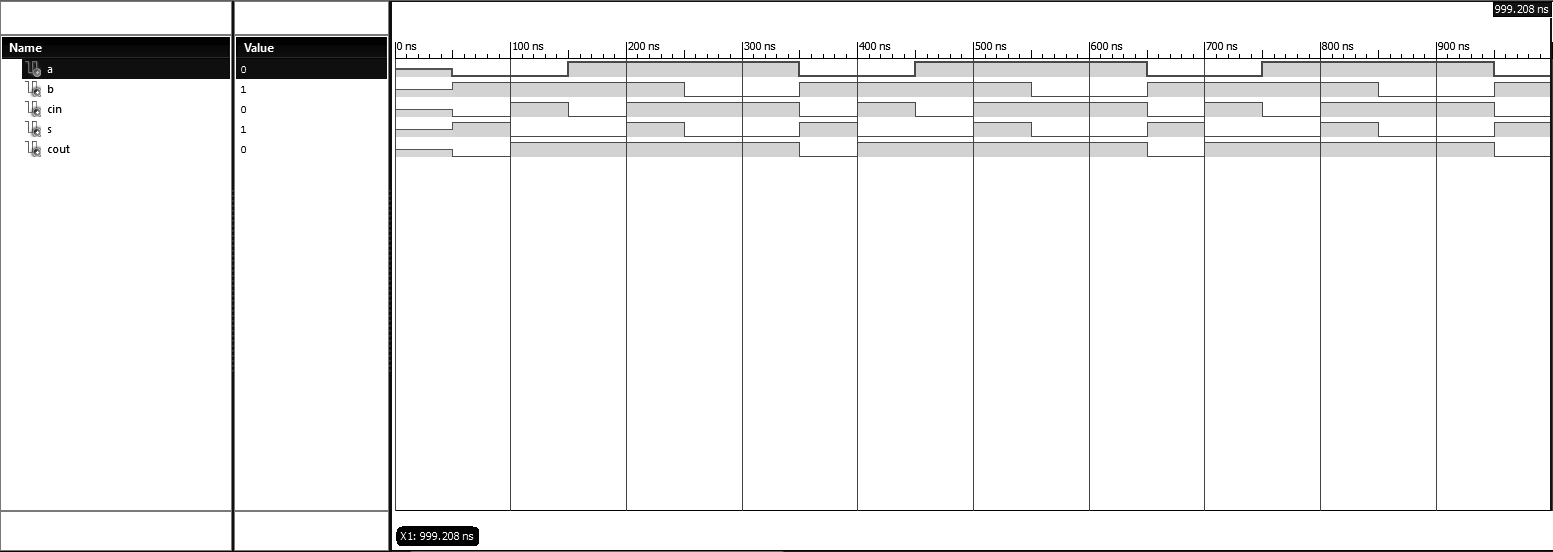 999.208 ns
Name Value
0 ns 100 ns 200 ns 300 ns 400 ns 500 ns 600 ns 700 ns 800 ns 900 ns
a 0
b 1
cin 0
s 1
cout 0
X1: 999.208 ns